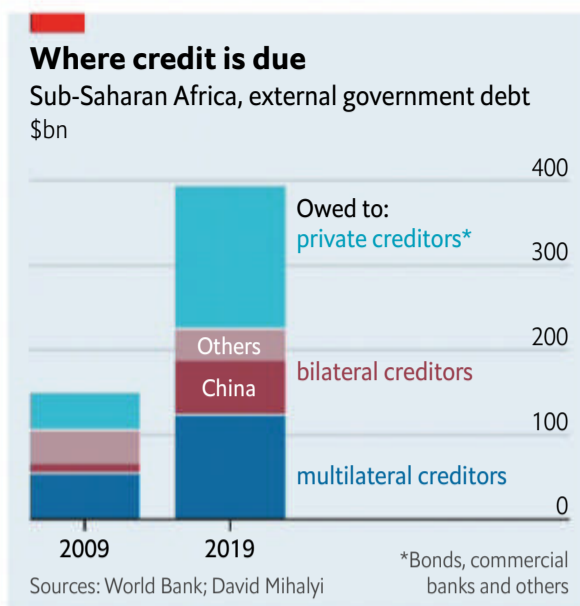 Where credit is due
Sub-Saharan Africa, external government debt
$bn
400
Owed to:
private creditors*
300
200
Others
bilateral creditors
China
100
multilateral creditors
0
2009
2019
*Bonds, commercial
banks and others
Sources: World Bank; David Mihalyi